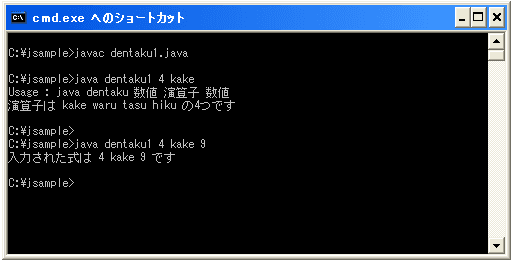 cmd.exe へのショートカット
C:¥jsample>javac dentaku1.java
C:¥jsample>java dentaku1 4 kake
Usage : java dentaku 数値 演算子 数値
演算子は kake waru tasu hiku の4つです
C:¥jsample>
C:¥jsample>java dentaku1 4 kake 9
入力された式は 4 kake 9 です
C:¥jsample>